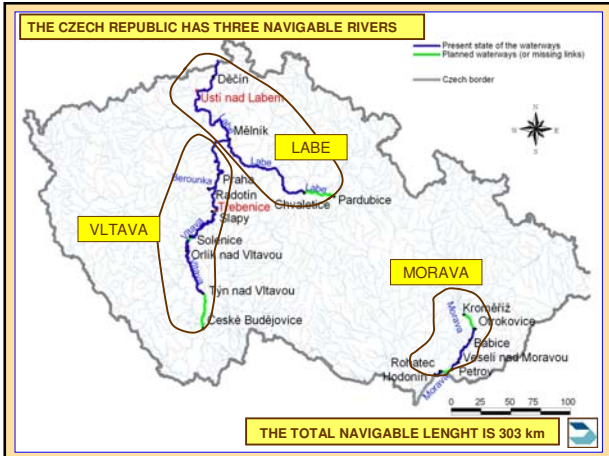 THE CZECH REPUBLIC HAS THREE NAVIGABLE RIVERS
Present state of the waterways
Planned waterways (or missing links)
Czech border
N
W
E
S
Děčín
Ústí nad Labem
Labe
Mělník
LABE
Labe
Labe
Praha
Berounka
Radotín
Třebenice
Chvaletice
Pardubice
Slapy
VLTAVA
Vltava
Solenice
Orlík nad Vltavou
Vltava
MORAVA
Týn nad Vltavou
Morava
Kroměříž
České Budějovice
Otrokovice
Babice
Rohatec
Veselí nad Moravou
Hodonín
Petrov
Morava
0 25 50 75 100
THE TOTAL NAVIGABLE LENGHT IS 303 km